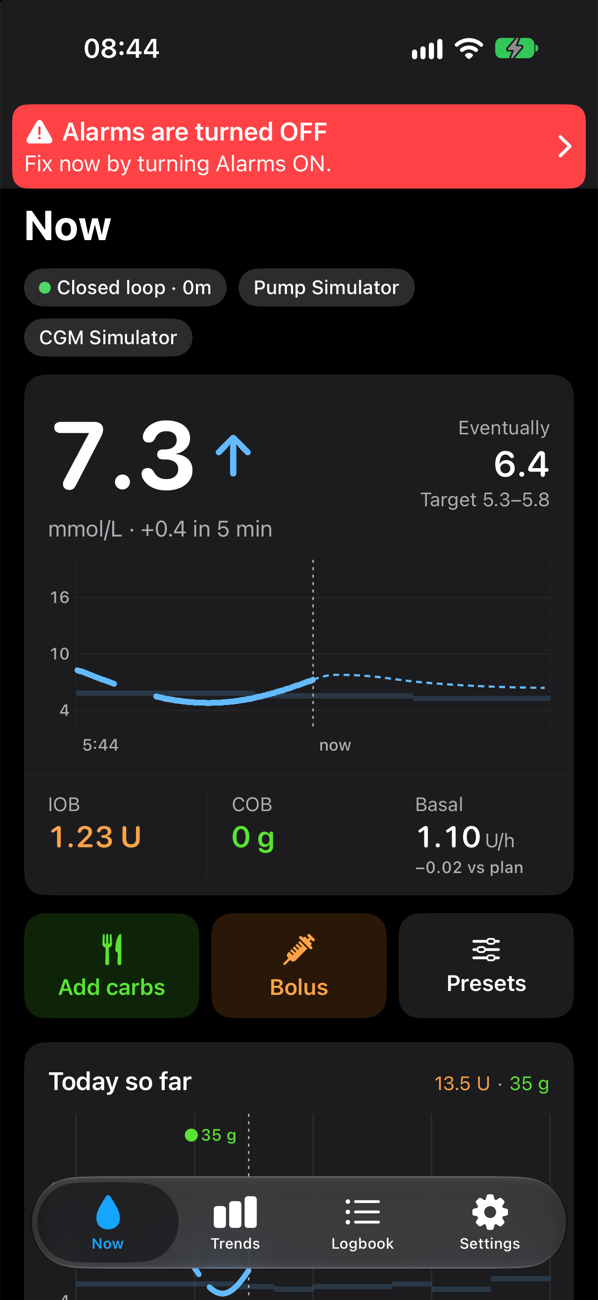 08:44
Alarms are turned OFF
Fix now by turning Alarms ON.
Now
Closed loop · 0m
Pump Simulator
CGM Simulator
7.3
Eventually
6.4
Target 5.3–5.8
mmol/L · +0.4 in 5 min
16
10
4
5:44
now
IOB
1.23 U
COB
0 g
Basal
1.10 U/h
−0.02 vs plan
Add carbs
Bolus
Presets
Today so far
13.5 U · 35 g
35 g
Now
Trends
Logbook
Settings
4